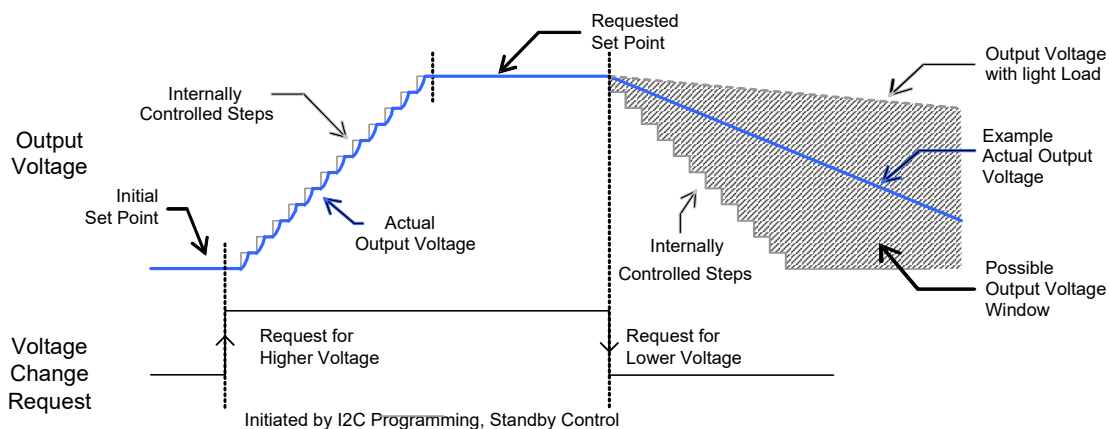 Requested
Set Point
Output Voltage
with light Load
Internally
Controlled Steps
Output
Voltage
Example
Actual Output
Voltage
Initial
Set Point
Actual
Output Voltage
Internally
Controlled Steps
Possible
Output Voltage
Window
Voltage
Change
Request
Request for
Higher Voltage
Request for
Lower Voltage
Initiated by I2C Programming, Standby Control